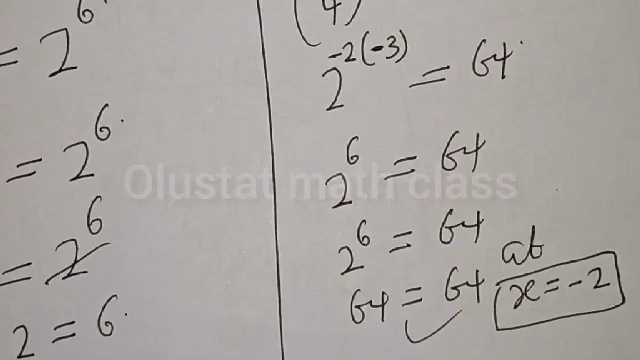 = 2^6.
= 2^6.
= 2^6
2 = 6.
(4)
2^-2(-3) = 64.
2^6 = 64
2^6 = 64
64 = 64 ✓
at
x = -2
Olustat math class